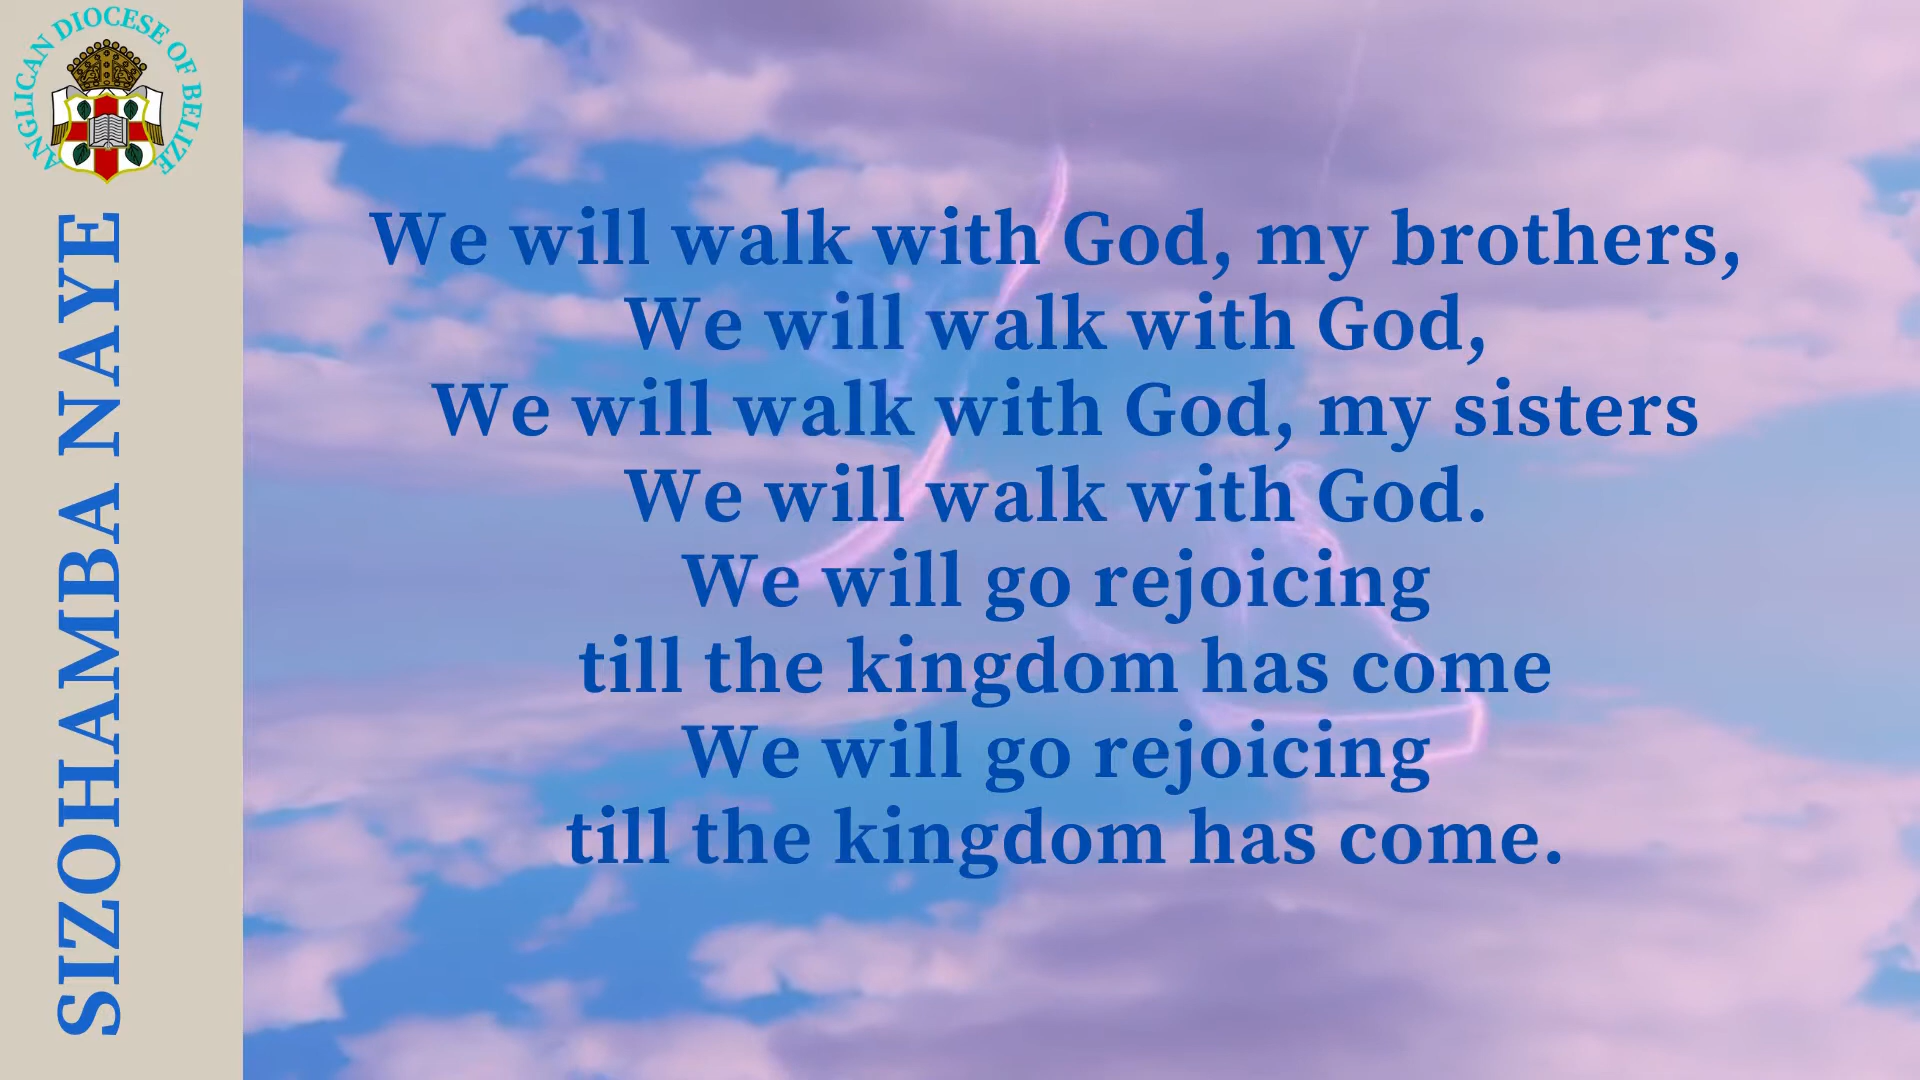 ANGLICAN DIOCESE OF BELIZE
SIZOHAMBA NAYE
We will walk with God, my brothers,
We will walk with God,
We will walk with God, my sisters
We will walk with God.
We will go rejoicing
till the kingdom has come
We will go rejoicing
till the kingdom has come.